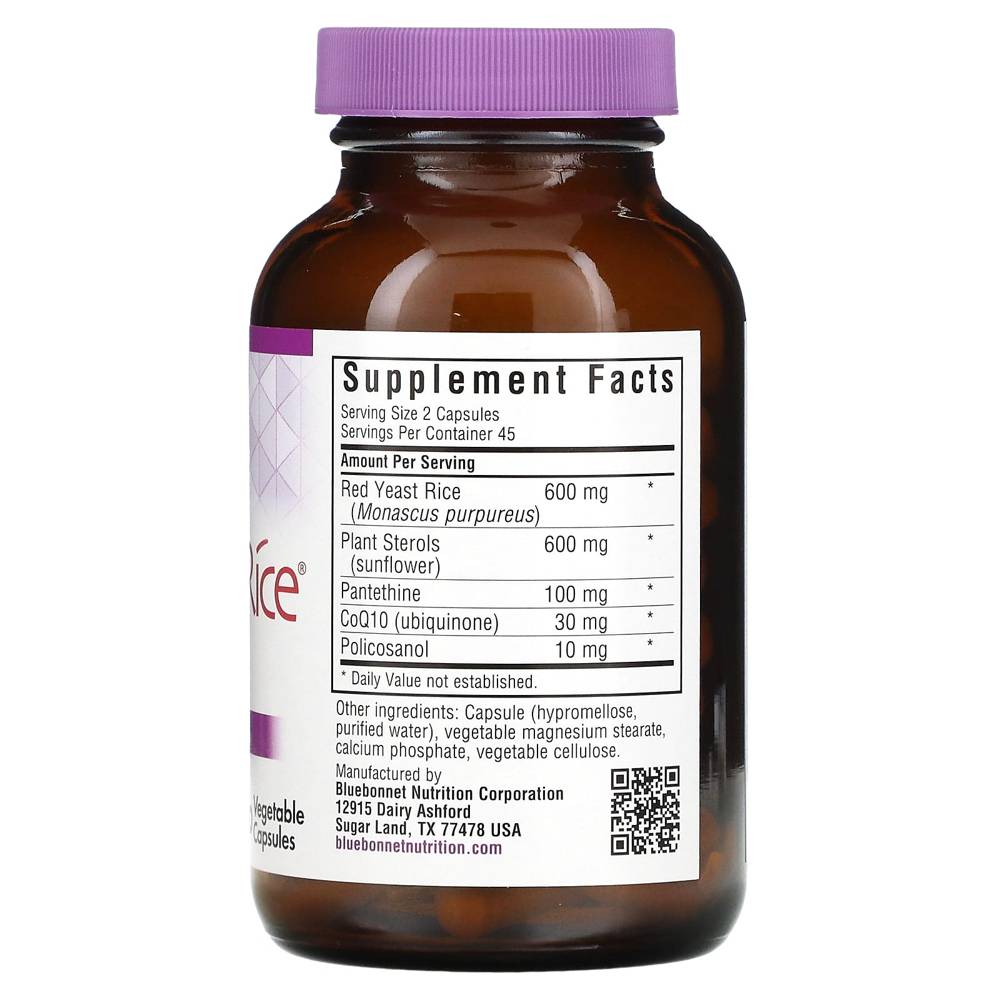 Supplement Facts
Serving Size 2 Capsules
Servings Per Container 45
Amount Per Serving
Red Yeast Rice 600 mg *
(Monascus purpureus)
Plant Sterols 600 mg *
(sunflower)
Pantethine 100 mg *
CoQ10 (ubiquinone) 30 mg *
Policosanol 10 mg *
* Daily Value not established.
Other ingredients: Capsule (hypromellose,
purified water), vegetable magnesium stearate,
calcium phosphate, vegetable cellulose.
Manufactured by
Bluebonnet Nutrition Corporation
12915 Dairy Ashford
Sugar Land, TX 77478 USA
bluebonnetnutrition.com
Rice®
Vegetable
Capsules